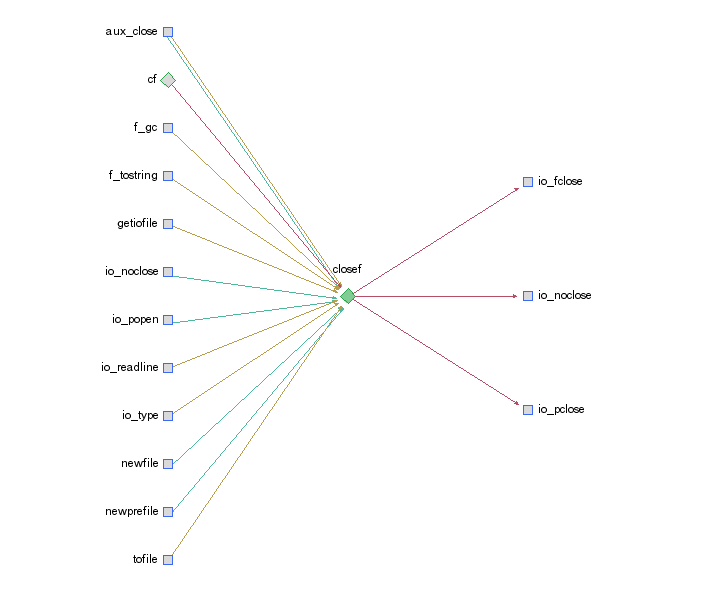 aux_close
cf
f_gc
f_tostring
getiofile
io_noclose
io_popen
io_readline
io_type
newfile
newprefile
tofile
closef
io_fclose
io_noclose
io_pclose